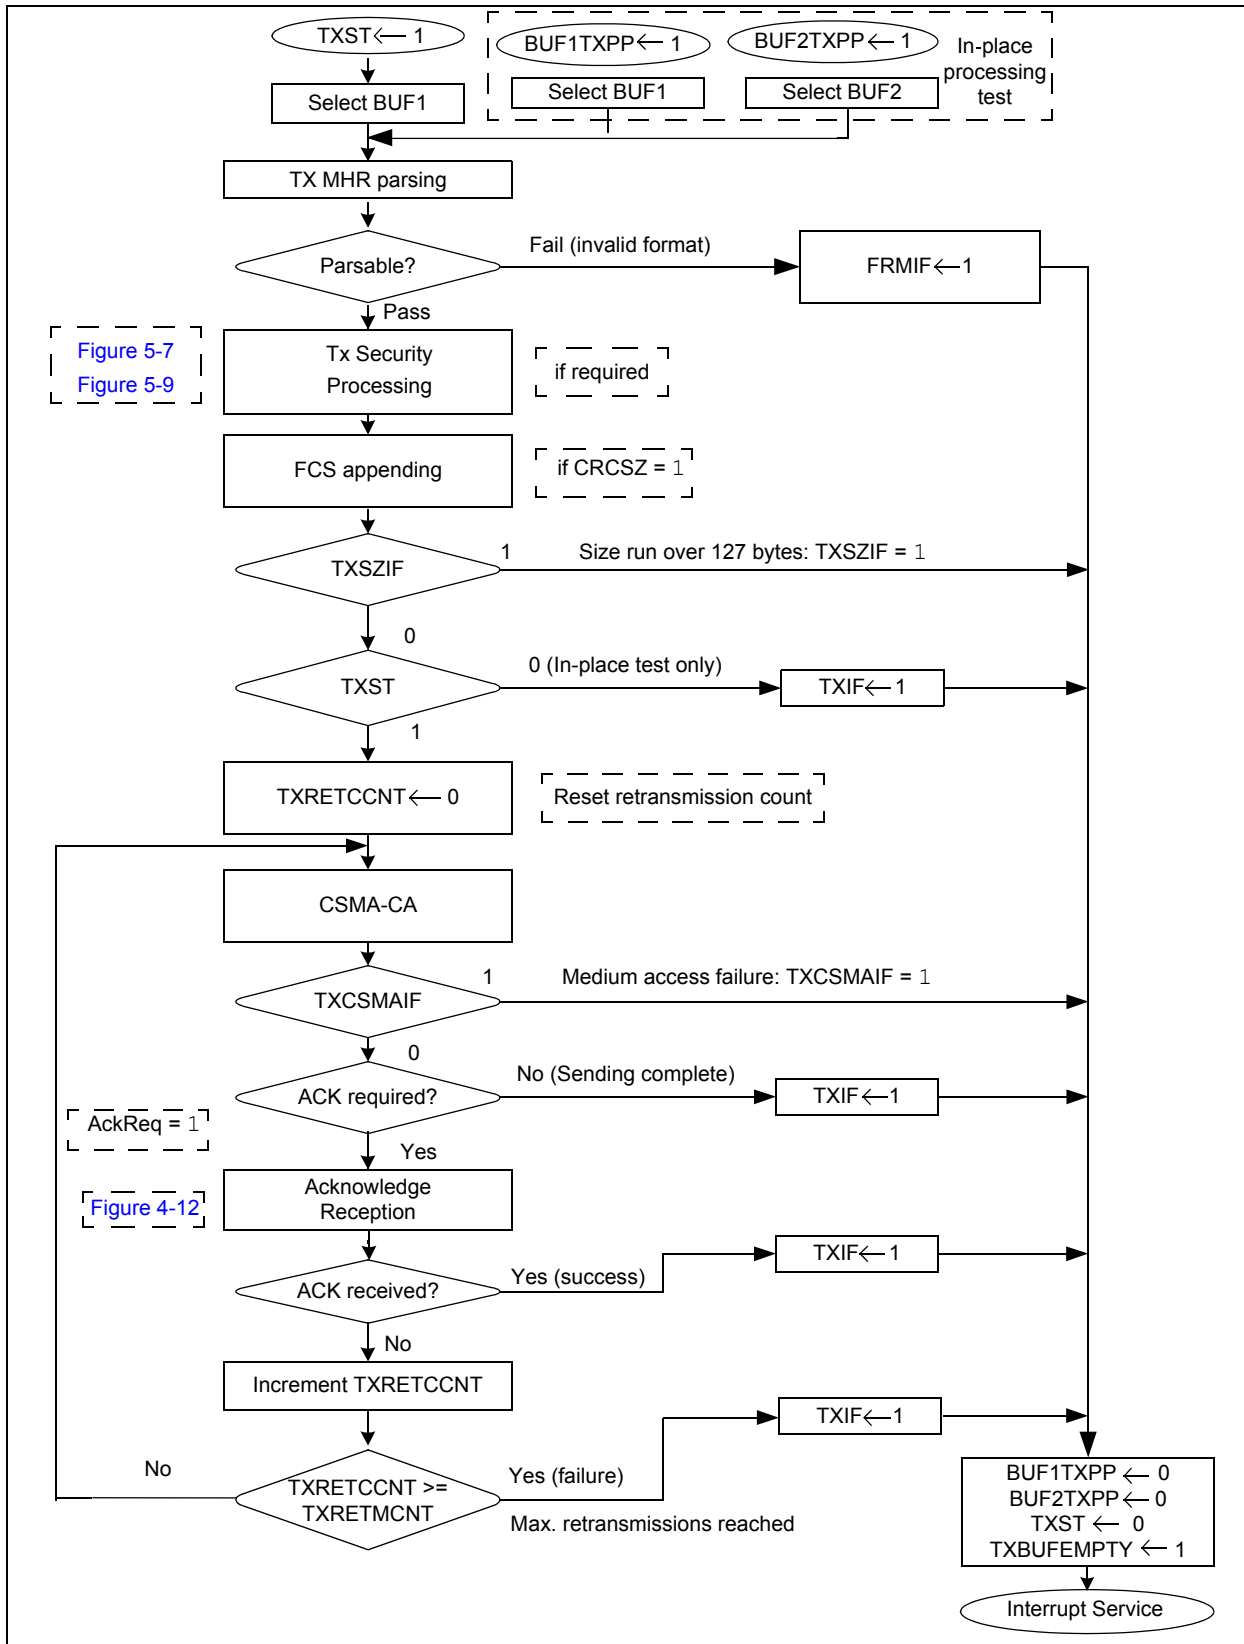 TXST ← 1
BUF1TXPP ← 1
BUF2TXPP ← 1
In-place
processing
test
Select BUF1
Select BUF1
Select BUF2
TX MHR parsing
Parsable?
Fail (invalid format)
FRMIF ← 1
Pass
Figure 5-7
Figure 5-9
Tx Security
Processing
if required
FCS appending
if CRCSZ = 1
TXSZIF
1
Size run over 127 bytes: TXSZIF = 1
0
TXST
0 (In-place test only)
TXIF ← 1
1
TXRETCCNT ← 0
Reset retransmission count
CSMA-CA
TXCSMAIF
1
Medium access failure: TXCSMAIF = 1
0
ACK required?
No (Sending complete)
TXIF ← 1
AckReq = 1
Yes
Figure 4-12
Acknowledge
Reception
ACK received?
Yes (success)
TXIF ← 1
No
Increment TXRETCCNT
TXRETCCNT >=
TXRETMCNT
No
Yes (failure)
TXIF ← 1
Max. retransmissions reached
BUF1TXPP ← 0
BUF2TXPP ← 0
TXST ← 0
TXBUFEMPTY ← 1
Interrupt Service